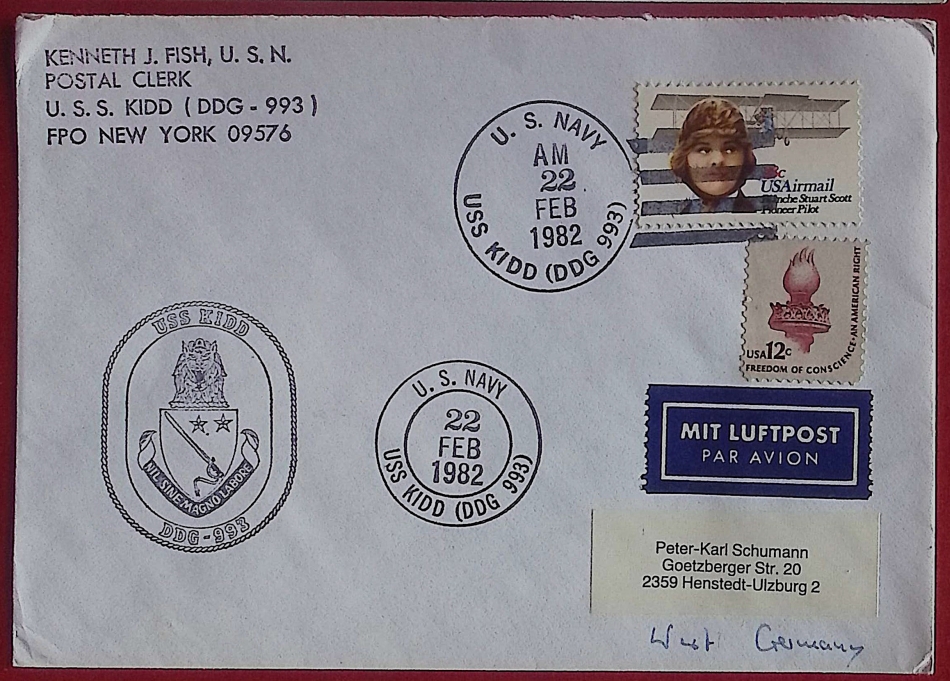 KENNETH J. FISH, U. S. N.
POSTAL CLERK
U. S. S. KIDD (DDG - 993)
FPO NEW YORK 09576
U. S. NAVY
AM
22
FEB
1982
USS KIDD (DDG 993)
USAirmail
Stuart Scott
Pioneer Pilot
USA 12c
FREEDOM OF CONSCIENCE · AN AMERICAN RIGHT
MIT LUFTPOST
PAR AVION
USS KIDD
NIL SINE MAGNO LABORE
DDG-993
U. S. NAVY
22
FEB
1982
USS KIDD (DDG 993)
Peter-Karl Schumann
Goetzberger Str. 20
2359 Henstedt-Ulzburg 2
West Germany